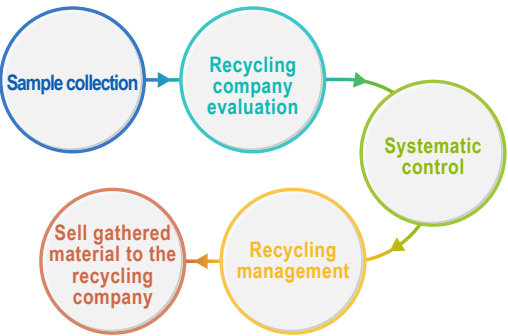 Sample collection
Recycling
company
evaluation
Systematic
control
Recycling
management
Sell gathered
material to the
recycling
company